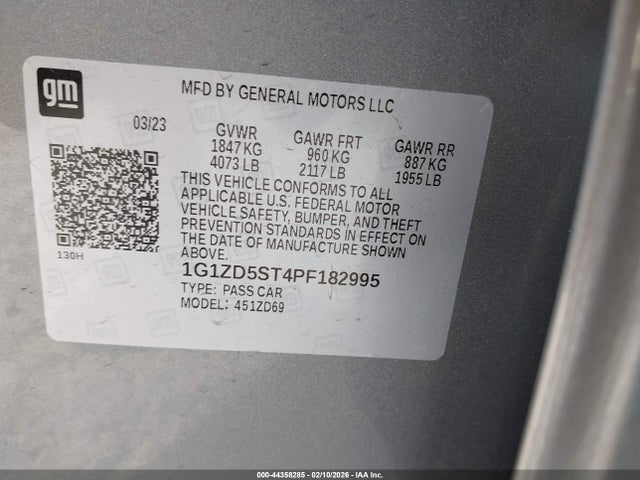 gm
MFD BY GENERAL MOTORS LLC
03/23
GVWR GAWR FRT GAWR RR
1847 KG 960 KG 887 KG
4073 LB 2117 LB 1955 LB
THIS VEHICLE CONFORMS TO ALL
APPLICABLE U.S. FEDERAL MOTOR
VEHICLE SAFETY, BUMPER, AND THEFT
PREVENTION STANDARDS IN EFFECT ON
THE DATE OF MANUFACTURE SHOWN
ABOVE.
130H
1G1ZD5ST4PF182995
TYPE: PASS CAR
MODEL: 451ZD69
000-44358285 - 02/10/2026 - IAA Inc.